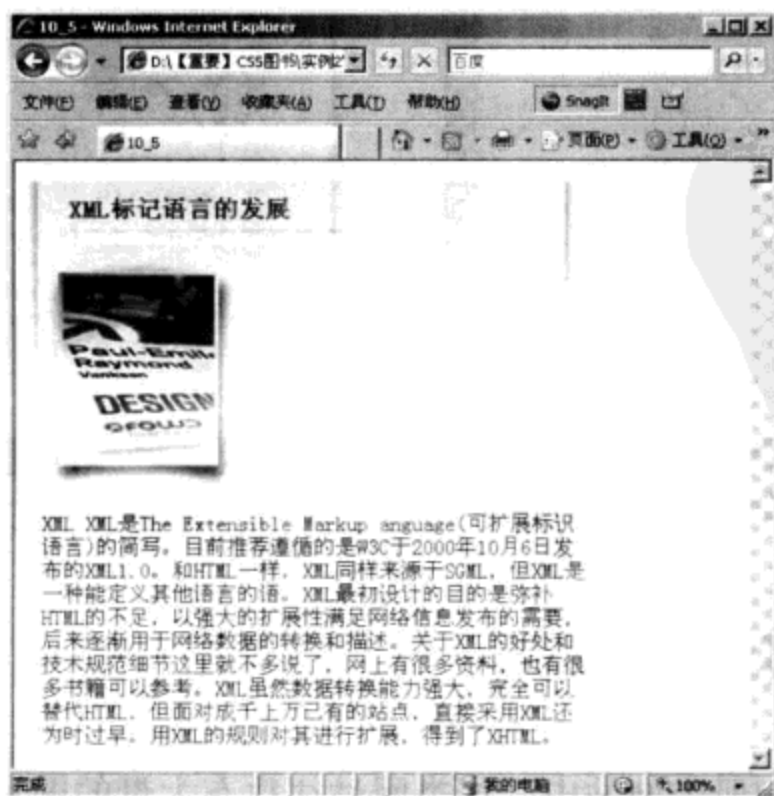 10_5 - Windows Internet Explorer
D:\【重要】CSS图书\实例
百度
文件(F) 编辑(E) 查看(V) 收藏夹(A) 工具(T) 帮助(H) SnagIt
10_5 页面(P) 工具(O)
XML标记语言的发展
Paul-Emile
Raymond
DESIGN
XML XML是The Extensible Markup anguage(可扩展标识
语言)的简写。目前推荐遵循的是W3C于2000年10月6日发
布的XML1.0。和HTML一样，XML同样来源于SGML，但XML是
一种能定义其他语言的语。XML最初设计的目的是弥补
HTML的不足，以强大的扩展性满足网络信息发布的需要，
后来逐渐用于网络数据的转换和描述。关于XML的好处和
技术规范细节这里就不多说了，网上有很多资料，也有很
多书籍可以参考。XML虽然数据转换能力强大，完全可以
替代HTML，但面对成千上万已有的站点，直接采用XML还
为时过早。用XML的规则对其进行扩展，得到了XHTML。
完成 我的电脑 100%